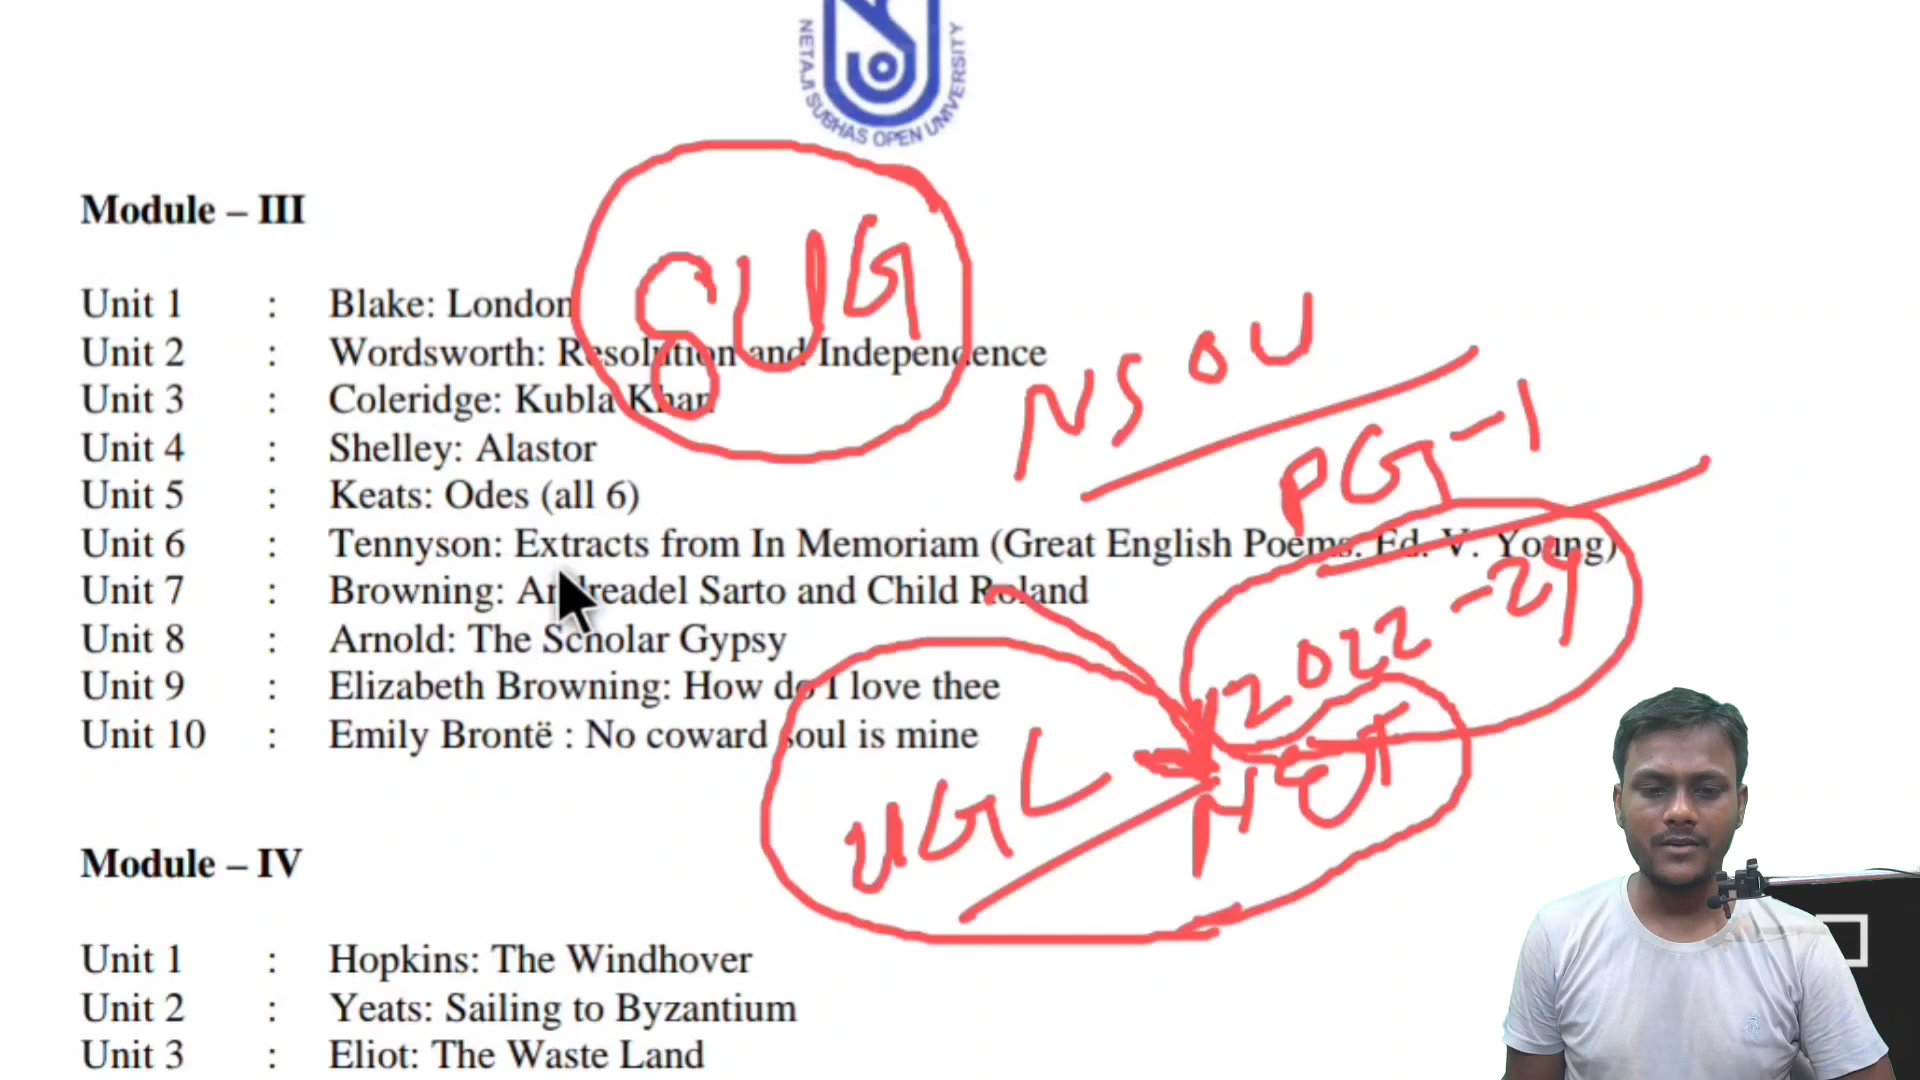 NETAJI SUBHAS OPEN UNIVERSITY
Module – III
SUG
Unit 1 : Blake: London
Unit 2 : Wordsworth: Resolution and Independence
NSOU
Unit 3 : Coleridge: Kubla Khan
Unit 4 : Shelley: Alastor
PG-1
Unit 5 : Keats: Odes (all 6)
Unit 6 : Tennyson: Extracts from In Memoriam (Great English Poems. Ed. V. Young)
Unit 7 : Browning: Andreadel Sarto and Child Roland
2022-24
Unit 8 : Arnold: The Scholar Gypsy
Unit 9 : Elizabeth Browning: How do I love thee
Unit 10 : Emily Brontë : No coward soul is mine
UGC NET
Module – IV
Unit 1 : Hopkins: The Windhover
Unit 2 : Yeats: Sailing to Byzantium
Unit 3 : Eliot: The Waste Land